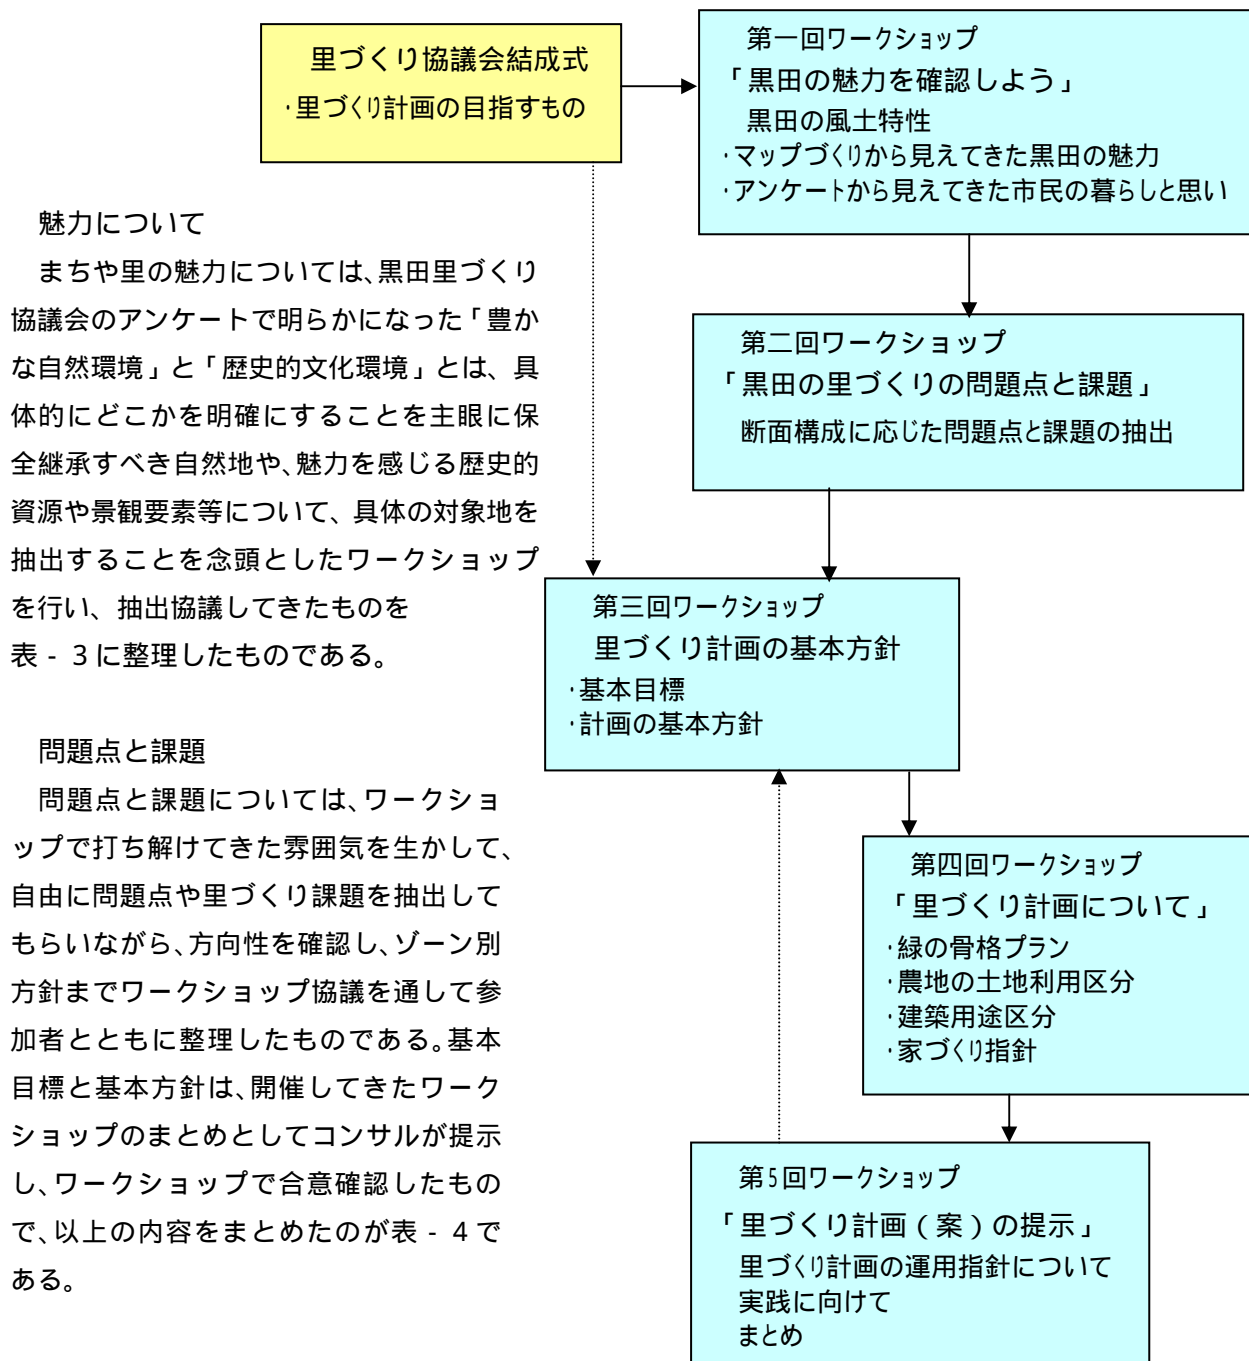 里づくり協議会結成式
・里づくり計画の目指すもの
第一回ワークショップ
「黒田の魅力を確認しよう」
黒田の風土特性
・マップづくりから見えてきた黒田の魅力
・アンケートから見えてきた市民の暮らしと思い
魅力について
まちや里の魅力については、黒田里づくり
協議会のアンケートで明らかになった「豊か
な自然環境」と「歴史的文化環境」とは、具
体的にどこかを明確にすることを主眼に保
全継承すべき自然地や、魅力を感じる歴史的
資源や景観要素等について、具体の対象地を
抽出することを念頭としたワークショップ
を行い、抽出協議してきたものを
表‐3に整理したものである。
第二回ワークショップ
「黒田の里づくりの問題点と課題」
断面構成に応じた問題点と課題の抽出
第三回ワークショップ
里づくり計画の基本方針
・基本目標
・計画の基本方針
問題点と課題
問題点と課題については、ワークショ
ップで打ち解けてきた雰囲気を生かして、
自由に問題点や里づくり課題を抽出して
もらいながら、方向性を確認し、ゾーン別
方針までワークショップ協議を通して参
加者とともに整理したものである。基本
目標と基本方針は、開催してきたワーク
ショップのまとめとしてコンサルが提示
し、ワークショップで合意確認したもの
で、以上の内容をまとめたのが表‐4で
ある。
第四回ワークショップ
「里づくり計画について」
・緑の骨格プラン
・農地の土地利用区分
・建築用途区分
・家づくり指針
第5回ワークショップ
「里づくり計画（案）の提示」
里づくり計画の運用指針について
実践に向けて
まとめ